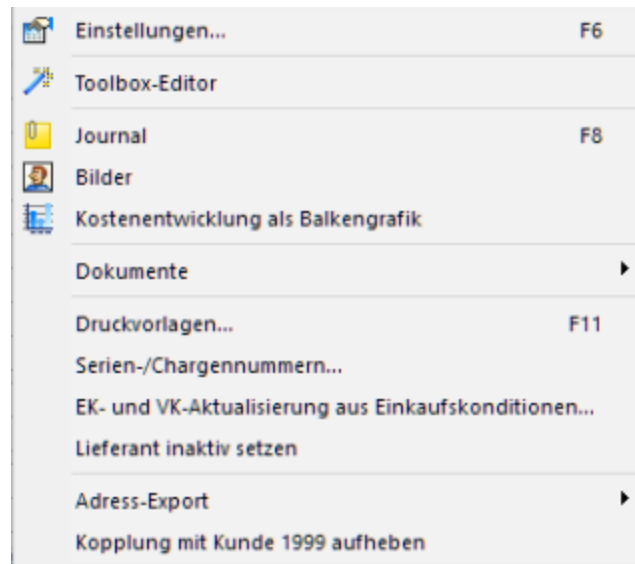 Einstellungen... F6
Toolbox-Editor
Journal F8
Bilder
Kostenentwicklung als Balkengrafik
Dokumente
Druckvorlagen... F11
Serien-/Chargennummern...
EK- und VK-Aktualisierung aus Einkaufskonditionen...
Lieferant inaktiv setzen
Adress-Export
Kopplung mit Kunde 1999 aufheben